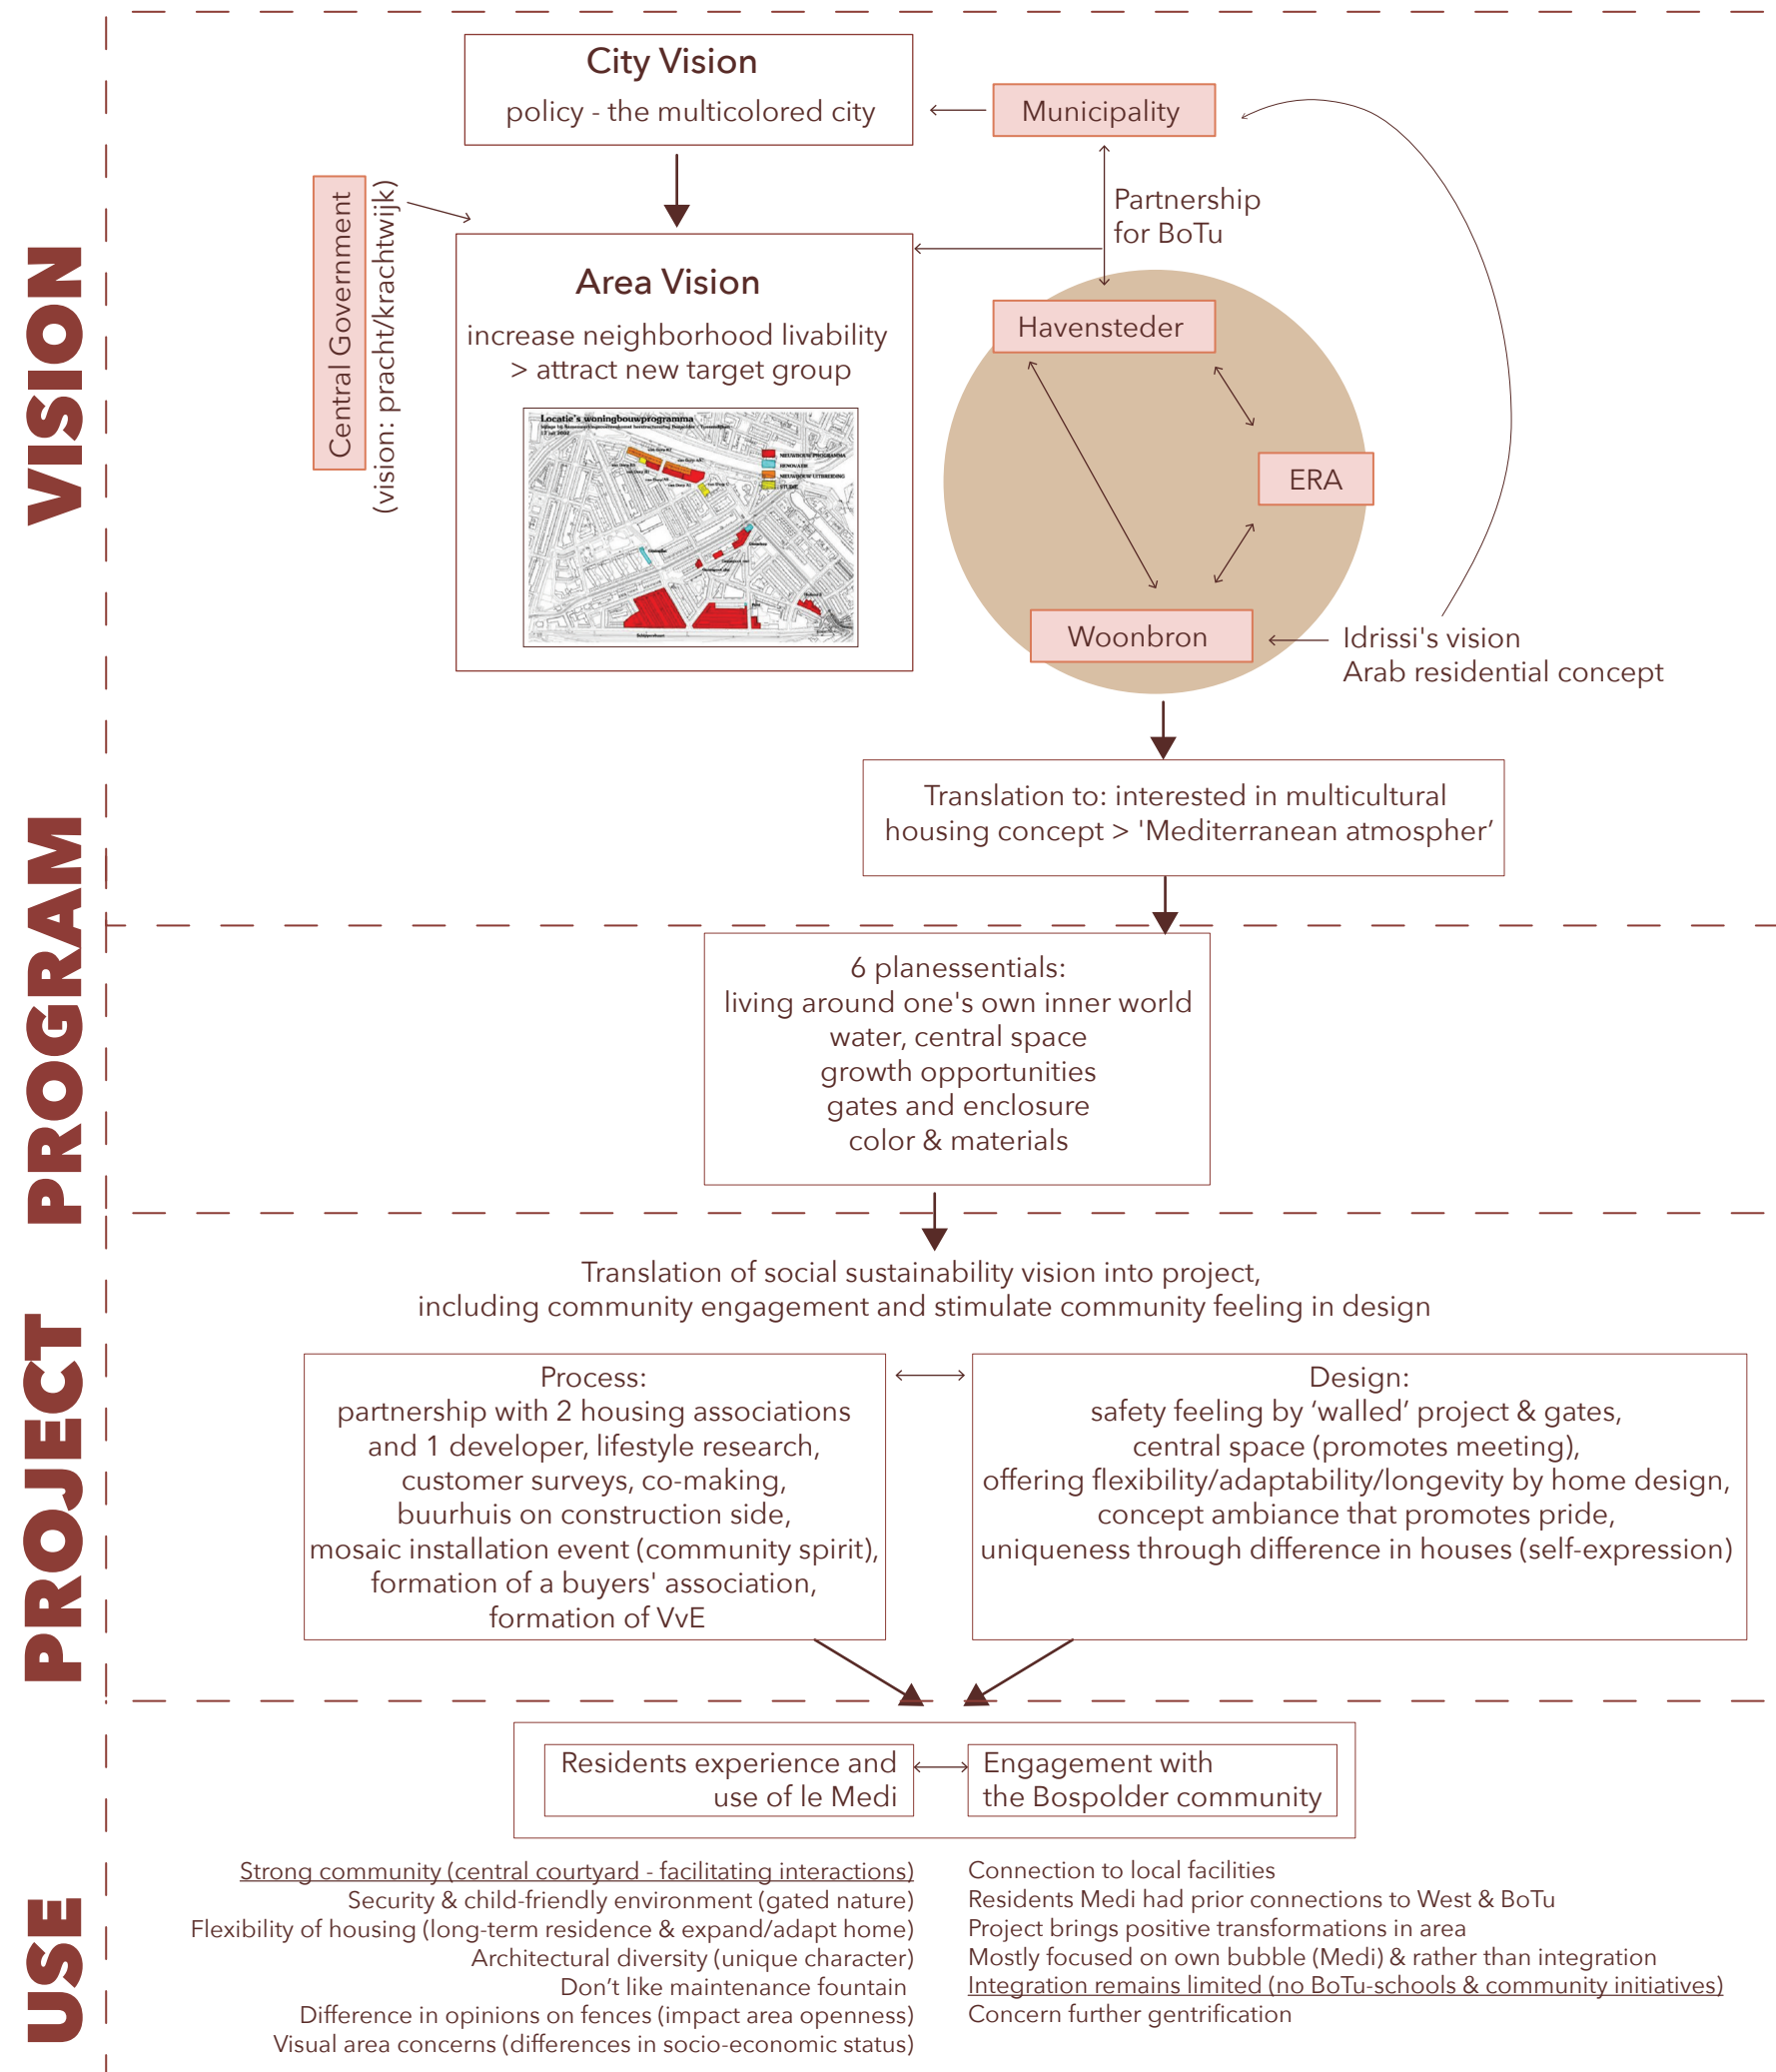 VISION
City Vision
policy - the multicolored city
Municipality
Central Government
(vision: pracht/krachtwijk)
Partnership
for BoTu
Area Vision
increase neighborhood livability
> attract new target group
Locatie's woningbouwprogramma
NIEUWBOUW PROGRAMMA
RENOVATIE
NIEUWBOUW UITBREIDING
STUDIE
Havensteder
ERA
Woonbron
Idrissi's vision
Arab residential concept
Translation to: interested in multicultural
housing concept > 'Mediterranean atmospher’
PROGRAM
6 planessentials:
living around one's own inner world
water, central space
growth opportunities
gates and enclosure
color & materials
PROJECT
Translation of social sustainability vision into project,
including community engagement and stimulate community feeling in design
Process:
partnership with 2 housing associations
and 1 developer, lifestyle research,
customer surveys, co-making,
buurhuis on construction side,
mosaic installation event (community spirit),
formation of a buyers' association,
formation of VvE
Design:
safety feeling by ‘walled’ project & gates,
central space (promotes meeting),
offering flexibility/adaptability/longevity by home design,
concept ambiance that promotes pride,
uniqueness through difference in houses (self-expression)
USE
Residents experience and
use of le Medi
Engagement with
the Bospolder community
Strong community (central courtyard - facilitating interactions)
Security & child-friendly environment (gated nature)
Flexibility of housing (long-term residence & expand/adapt home)
Architectural diversity (unique character)
Don’t like maintenance fountain
Difference in opinions on fences (impact area openness)
Visual area concerns (differences in socio-economic status)
Connection to local facilities
Residents Medi had prior connections to West & BoTu
Project brings positive transformations in area
Mostly focused on own bubble (Medi) & rather than integration
Integration remains limited (no BoTu-schools & community initiatives)
Concern further gentrification